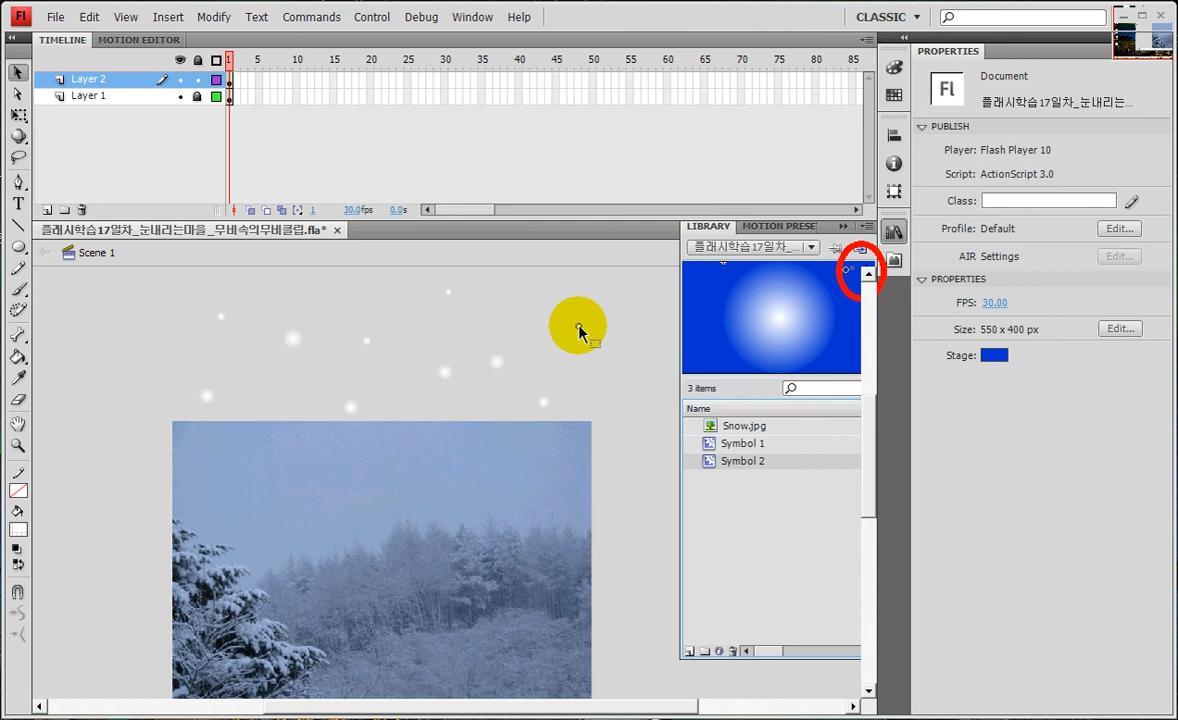 Fl File Edit View Insert Modify Text Commands Control Debug Window Help CLASSIC
TIMELINE MOTION EDITOR
1 5 10 15 20 25 30 35 40 45 50 55 60 65 70 75 80 85
Layer 2
Layer 1
1 30.0fps 0.0s
플래시학습17일차_눈내리는마을_무비속의무비클립.fla*
Scene 1
LIBRARY MOTION PRESE
플래시학습17일차_...
3 items
Name
Snow.jpg
Symbol 1
Symbol 2
PROPERTIES
Fl
Document
플래시학습17일차_눈내리는...
PUBLISH
Player: Flash Player 10
Script: ActionScript 3.0
Class:
Profile: Default Edit...
AIR Settings Edit...
PROPERTIES
FPS: 30.00
Size: 550 x 400 px Edit...
Stage: